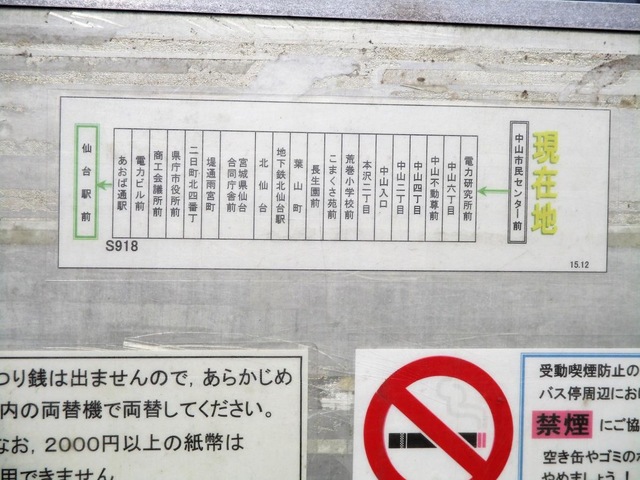 現在地
中山市民センター前
電力研究所前
中山六丁目
中山不動尊前
中山四丁目
中山二丁目
中山入口
本沢二丁目
荒巻小学校前
こまくさ苑前
長生園前
葉山町
地下鉄北仙台駅
北仙台
宮城県仙台
合同庁舎前
堤通雨宮町
二日町北四番丁
県庁市役所前
商工会議所前
電力ビル前
あおば通駅
仙台駅前
S918
15.12
つり銭は出ませんので，あらかじめ
内の両替機で両替してください。
なお，2000円以上の紙幣は
用できません
受動喫煙防止の
バス停周辺にお
禁煙 にご協
空き缶やゴミのポ
やめましょう！